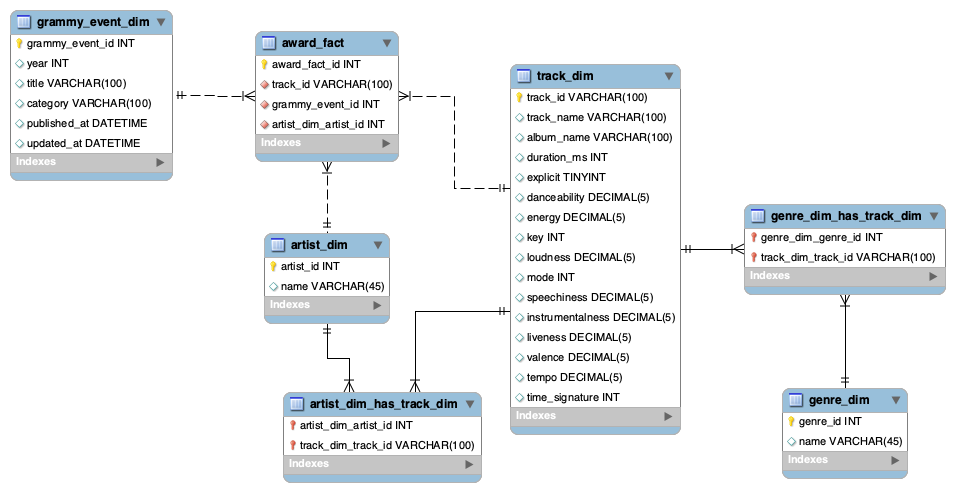 grammy_event_dim
grammy_event_id INT
year INT
title VARCHAR(100)
category VARCHAR(100)
published_at DATETIME
updated_at DATETIME
Indexes
award_fact
award_fact_id INT
track_id VARCHAR(100)
grammy_event_id INT
artist_dim_artist_id INT
Indexes
artist_dim
artist_id INT
name VARCHAR(45)
Indexes
artist_dim_has_track_dim
artist_dim_artist_id INT
track_dim_track_id VARCHAR(100)
Indexes
track_dim
track_id VARCHAR(100)
track_name VARCHAR(100)
album_name VARCHAR(100)
duration_ms INT
explicit TINYINT
danceability DECIMAL(5)
energy DECIMAL(5)
key INT
loudness DECIMAL(5)
mode INT
speechiness DECIMAL(5)
instrumentalness DECIMAL(5)
liveness DECIMAL(5)
valence DECIMAL(5)
tempo DECIMAL(5)
time_signature INT
Indexes
genre_dim_has_track_dim
genre_dim_genre_id INT
track_dim_track_id VARCHAR(100)
Indexes
genre_dim
genre_id INT
name VARCHAR(45)
Indexes